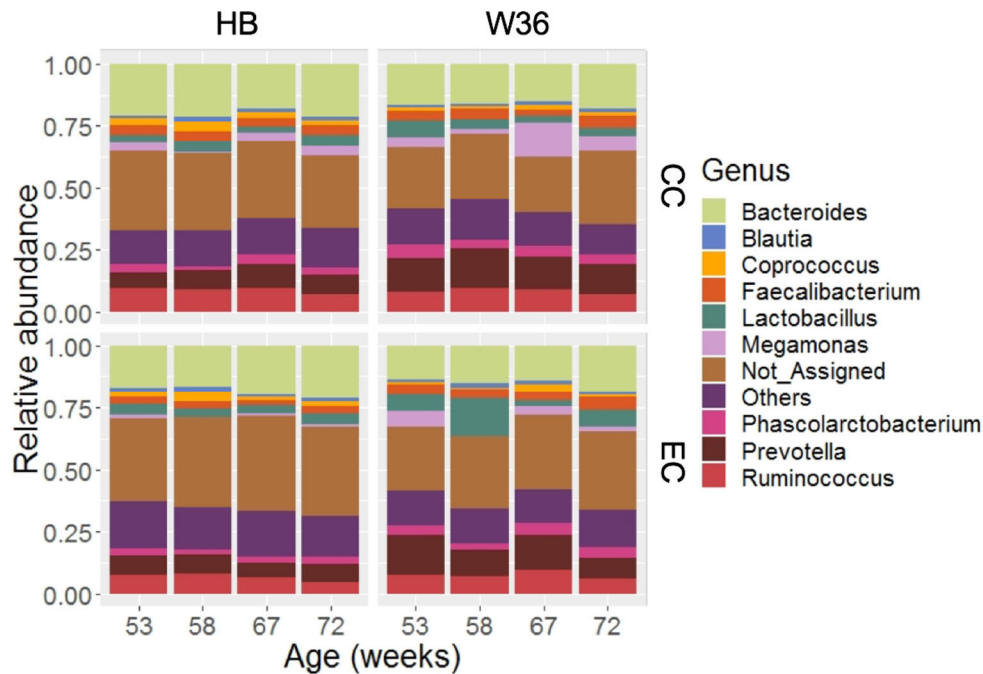 HB W36
Relative abundance
1.00
0.75
0.50
0.25
0.00
CC
1.00
0.75
0.50
0.25
0.00
EC
53 58 67 72 53 58 67 72
Age (weeks)
Genus
Bacteroides
Blautia
Coprococcus
Faecalibacterium
Lactobacillus
Megamonas
Not_Assigned
Others
Phascolarctobacterium
Prevotella
Ruminococcus